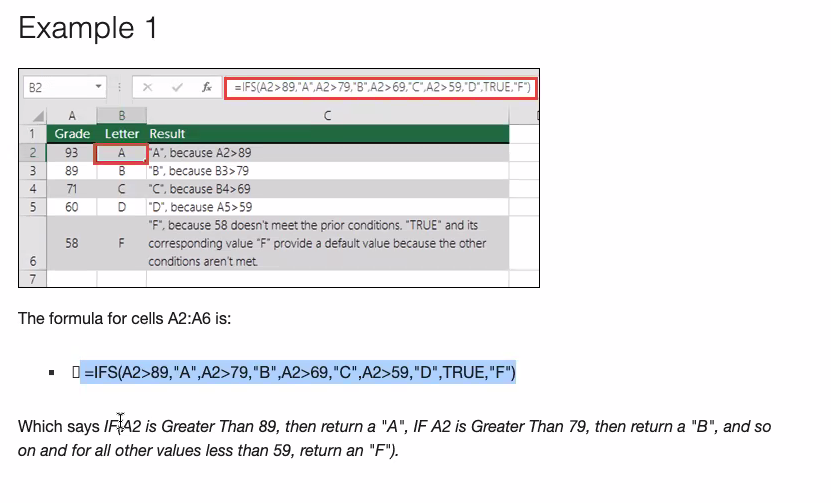 Example 1
B2 fx =IFS(A2>89,"A",A2>79,"B",A2>69,"C",A2>59,"D",TRUE,"F")
A B C
1 Grade Letter Result
2 93 A "A", because A2>89
3 89 B "B", because B3>79
4 71 C "C", because B4>69
5 60 D "D", because A5>59
"F", because 58 doesn't meet the prior conditions. "TRUE" and its
58 F corresponding value "F" provide a default value because the other
6 conditions aren't met.
7
The formula for cells A2:A6 is:
=IFS(A2>89,"A",A2>79,"B",A2>69,"C",A2>59,"D",TRUE,"F")
Which says IF A2 is Greater Than 89, then return a "A", IF A2 is Greater Than 79, then return a "B", and so
on and for all other values less than 59, return an "F").